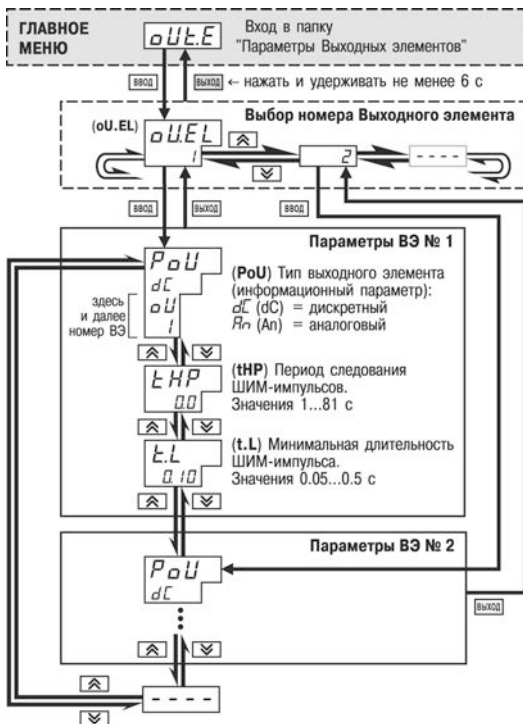 ГЛАВНОЕ МЕНЮ
oUt.E
Вход в папку
"Параметры Выходных элементов"
ВВОД
ВЫХОД
← нажать и удерживать не менее 6 с
Выбор номера Выходного элемента
(oU.EL)
oU.EL
1
2
- - - -
ВВОД
ВЫХОД
ВВОД
Параметры ВЭ № 1
PoU
dC
oU
1
здесь
и далее
номер ВЭ
(PoU) Тип выходного элемента
(информационный параметр):
dC (dC) = дискретный
An (An) = аналоговый
tHP
0.0
(tHP) Период следования
ШИМ-импульсов.
Значения 1...81 с
t.L
0.10
(t.L) Минимальная длительность
ШИМ-импульса.
Значения 0.05...0.5 с
Параметры ВЭ № 2
PoU
dC
ВЫХОД
- - - -